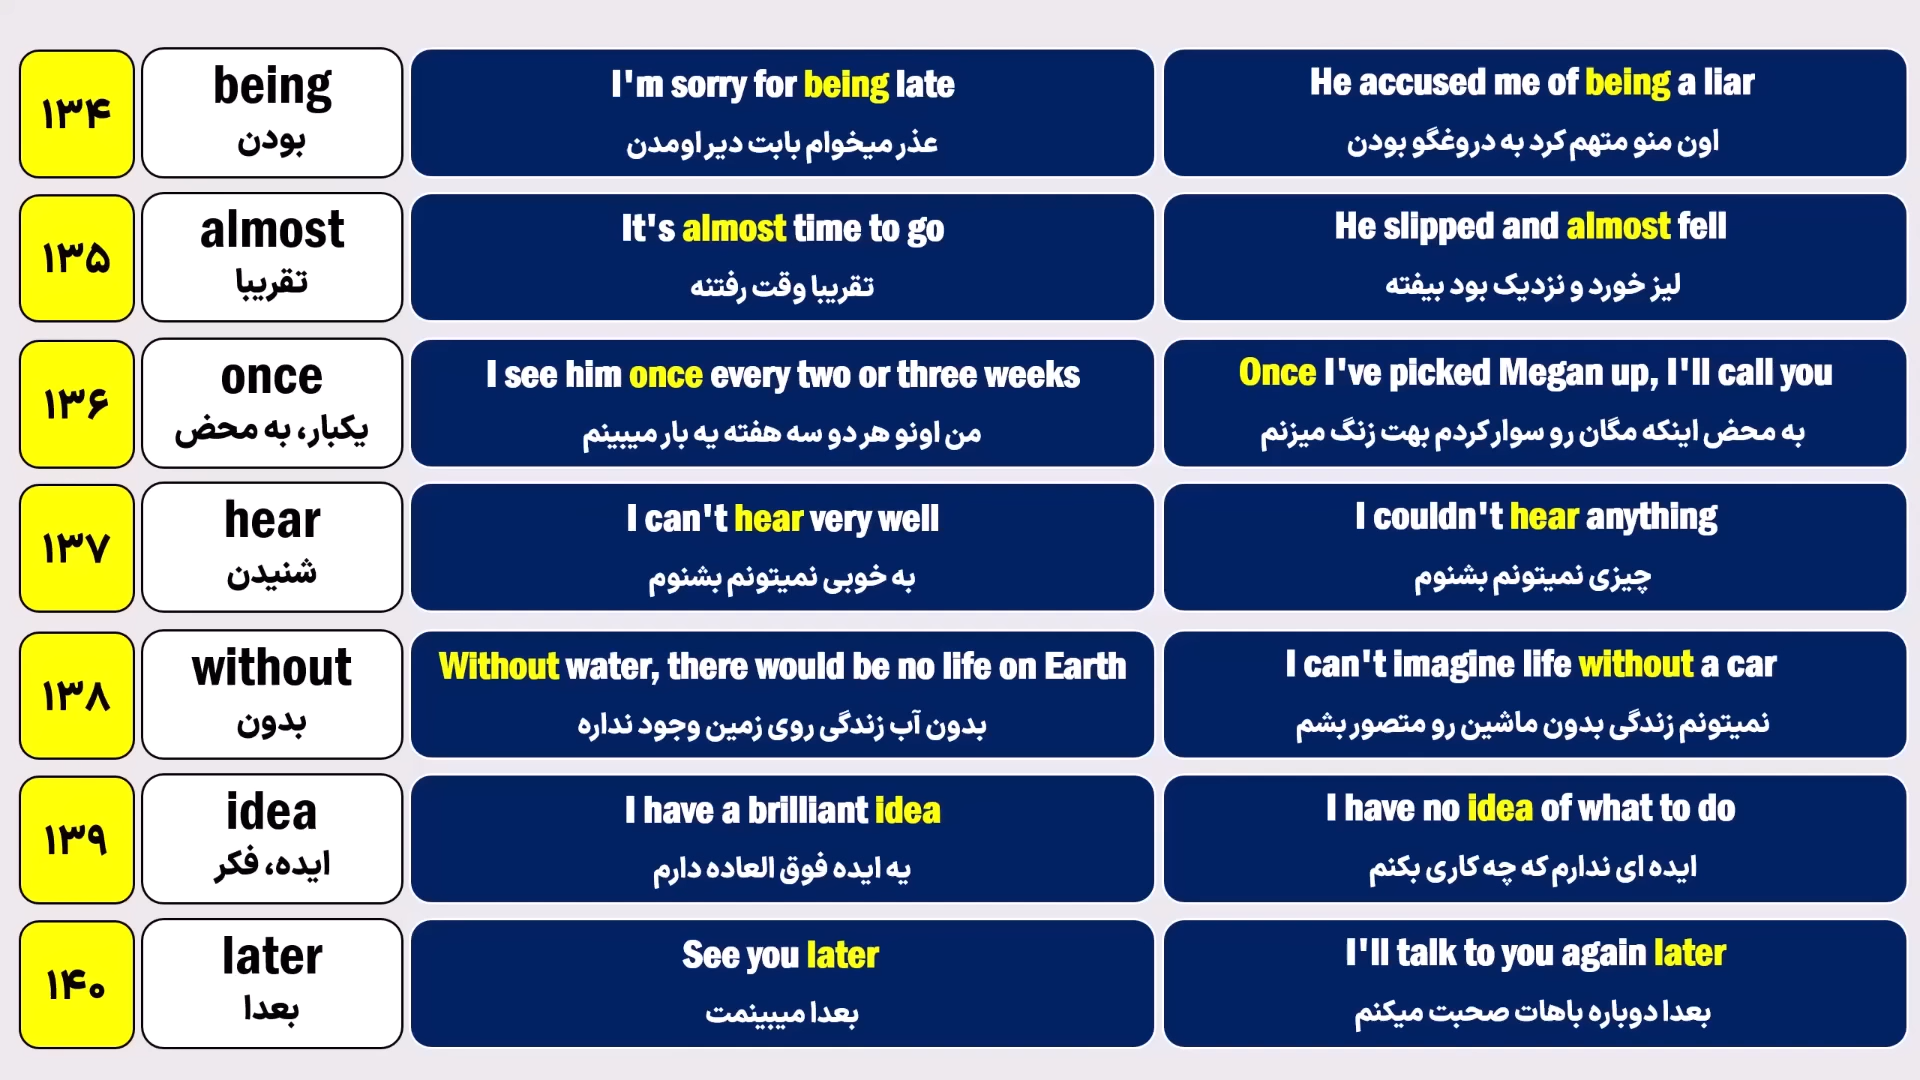 ۱۳۴
being
بودن
I'm sorry for being late
عذر میخوام بابت دیر اومدن
He accused me of being a liar
اون منو متهم کرد به دروغگو بودن
۱۳۵
almost
تقریبا
It's almost time to go
تقریبا وقت رفتنه
He slipped and almost fell
لیز خورد و نزدیک بود بیفته
۱۳۶
once
یکبار، به محض
I see him once every two or three weeks
من اونو هر دو سه هفته یه بار میبینم
Once I've picked Megan up, I'll call you
به محض اینکه مگان رو سوار کردم بهت زنگ میزنم
۱۳۷
hear
شنیدن
I can't hear very well
به خوبی نمیتونم بشنوم
I couldn't hear anything
چیزی نمیتونم بشنوم
۱۳۸
without
بدون
Without water, there would be no life on Earth
بدون آب زندگی روی زمین وجود نداره
I can't imagine life without a car
نمیتونم زندگی بدون ماشین رو متصور بشم
۱۳۹
idea
ایده، فکر
I have a brilliant idea
یه ایده فوق العاده دارم
I have no idea of what to do
ایده ای ندارم که چه کاری بکنم
۱۴۰
later
بعدا
See you later
بعدا میبینمت
I'll talk to you again later
بعدا دوباره باهات صحبت میکنم